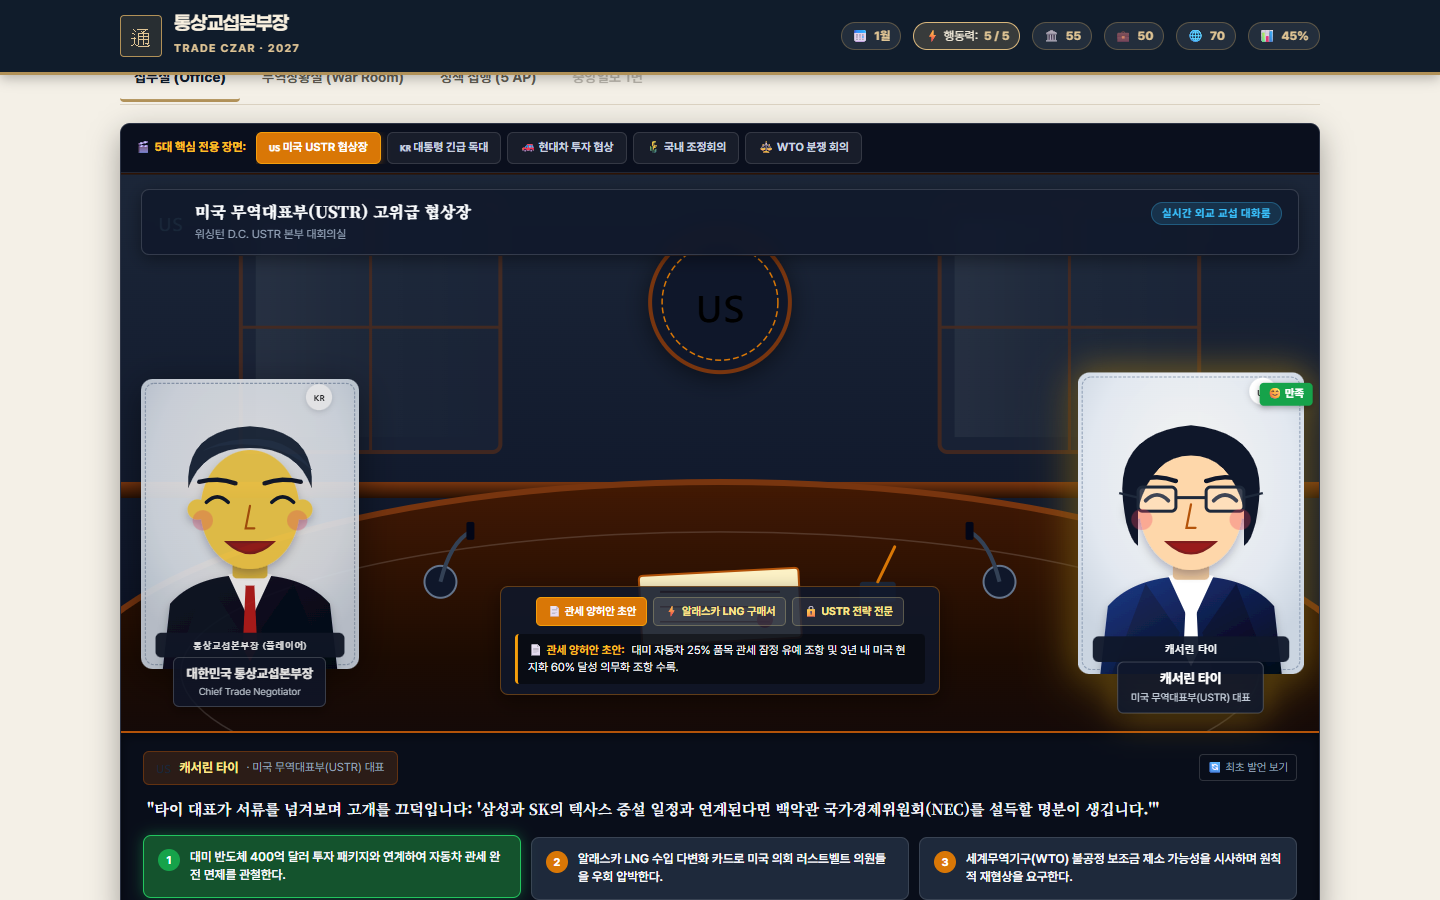 通
통상교섭본부장
TRADE CZAR · 2027
1월
행동력: 5 / 5
55
50
70
45%
집무실 (Office)
무역상황실 (War Room)
정책 집행 (5 AP)
중앙일보 1면
5대 핵심 전용 장면:
US 미국 USTR 협상장
KR 대통령 긴급 독대
현대차 투자 협상
국내 조정회의
WTO 분쟁 회의
US
미국 무역대표부(USTR) 고위급 협상장
워싱턴 D.C. USTR 본부 대회의실
실시간 외교 교섭 대화룸
US
KR
만족
통상교섭본부장 (플레이어)
대한민국 통상교섭본부장
Chief Trade Negotiator
관세 양허안 초안
알래스카 LNG 구매서
USTR 전략 전문
관세 양허안 초안: 대미 자동차 25% 품목 관세 잠정 유예 조항 및 3년 내 미국 현
지화 60% 달성 의무화 조항 수록.
캐서린 타이
캐서린 타이
미국 무역대표부(USTR) 대표
캐서린 타이 · 미국 무역대표부(USTR) 대표
최초 발언 보기
"타이 대표가 서류를 넘겨보며 고개를 끄덕입니다: '삼성과 SK의 텍사스 증설 일정과 연계된다면 백악관 국가경제위원회(NEC)를 설득할 명분이 생깁니다.'"
1
대미 반도체 400억 달러 투자 패키지와 연계하여 자동차 관세 완
전 면제를 관철한다.
2
알래스카 LNG 수입 다변화 카드로 미국 의회 러스트벨트 의원들
을 우회 압박한다.
3
세계무역기구(WTO) 불공정 보조금 제소 가능성을 시사하며 원칙
적 재협상을 요구한다.